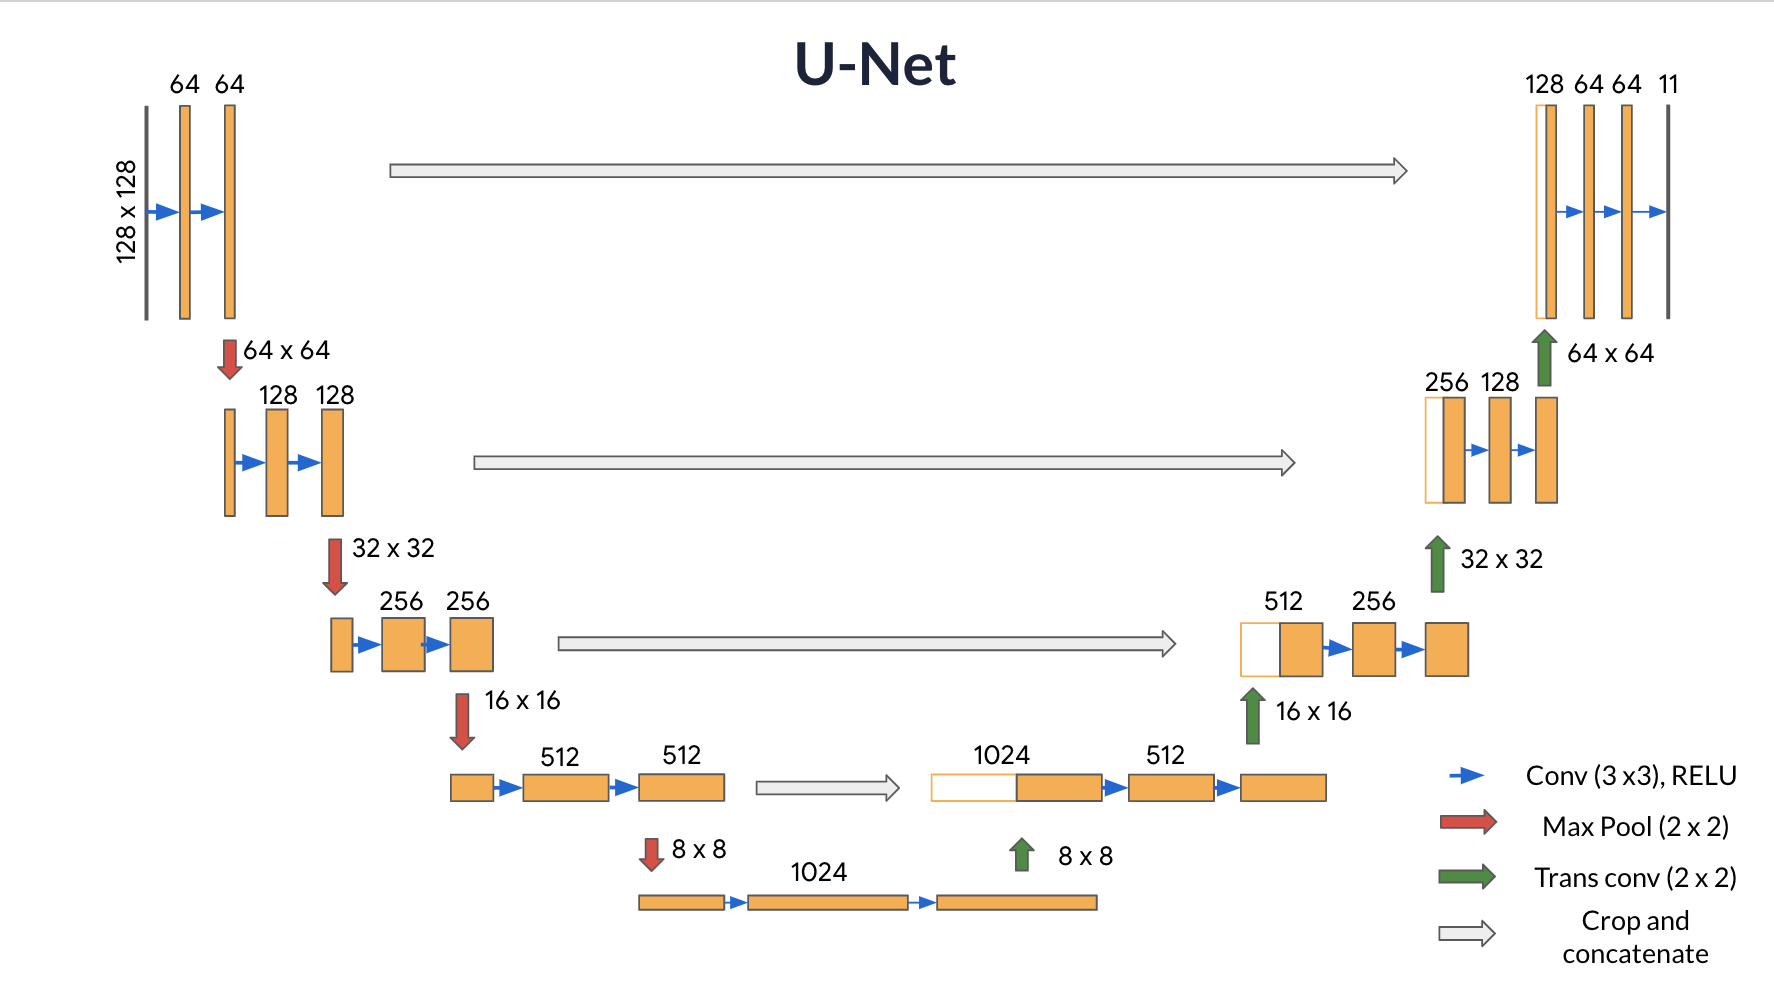 U-Net
64 64
128 x 128
128 64 64 11
64 x 64
64 x 64
128 128
256 128
32 x 32
32 x 32
256 256
512 256
16 x 16
16 x 16
512 512
1024 512
8 x 8
8 x 8
1024
Conv (3 x3), RELU
Max Pool (2 x 2)
Trans conv (2 x 2)
Crop and
concatenate